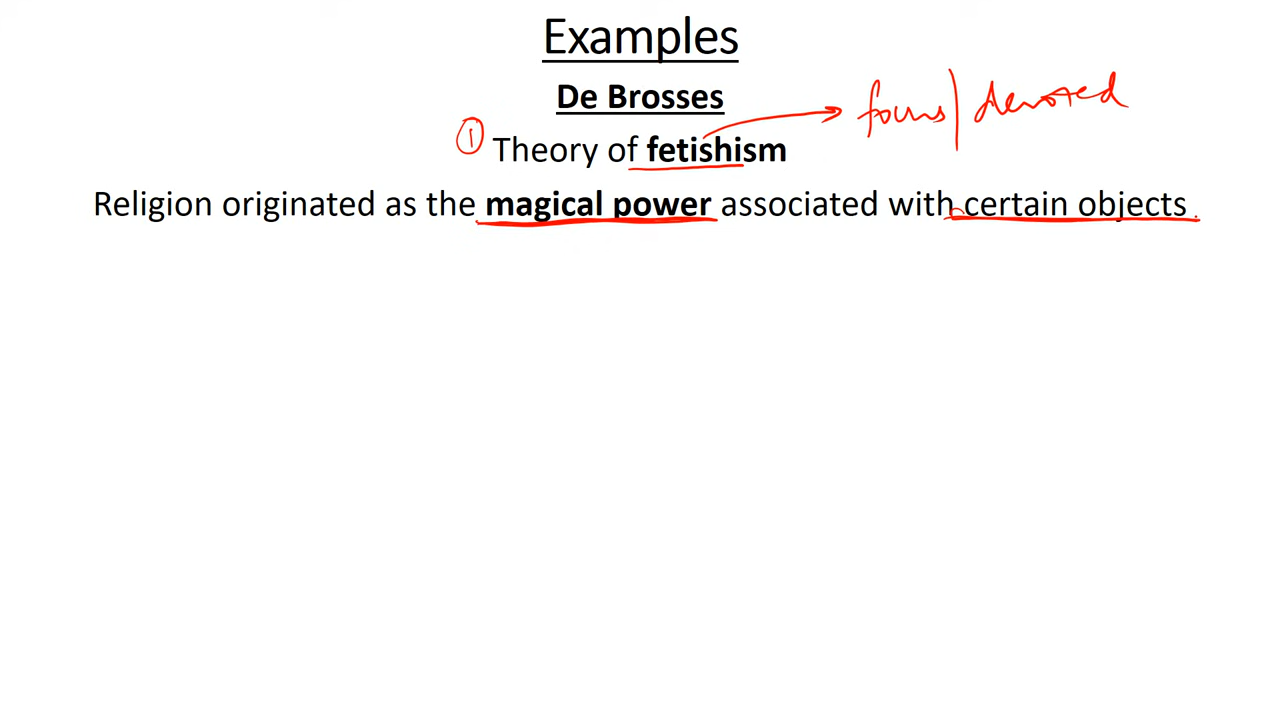 Examples
De Brosses
① Theory of fetishism → focus | devoted
Religion originated as the magical power associated with certain objects.